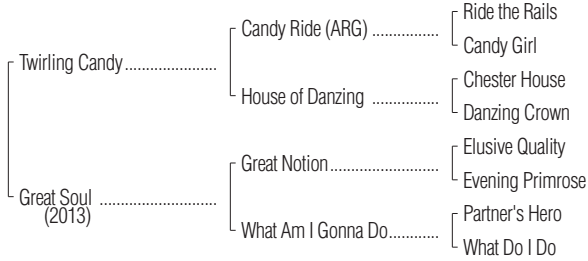 Ride the Rails
Candy Ride (ARG) ................
Candy Girl
Twirling Candy......................
Chester House
House of Danzing ................
Danzing Crown
Elusive Quality
Great Notion...........................
Evening Primrose
Great Soul ............................
(2013)
Partner's Hero
What Am I Gonna Do............
What Do I Do